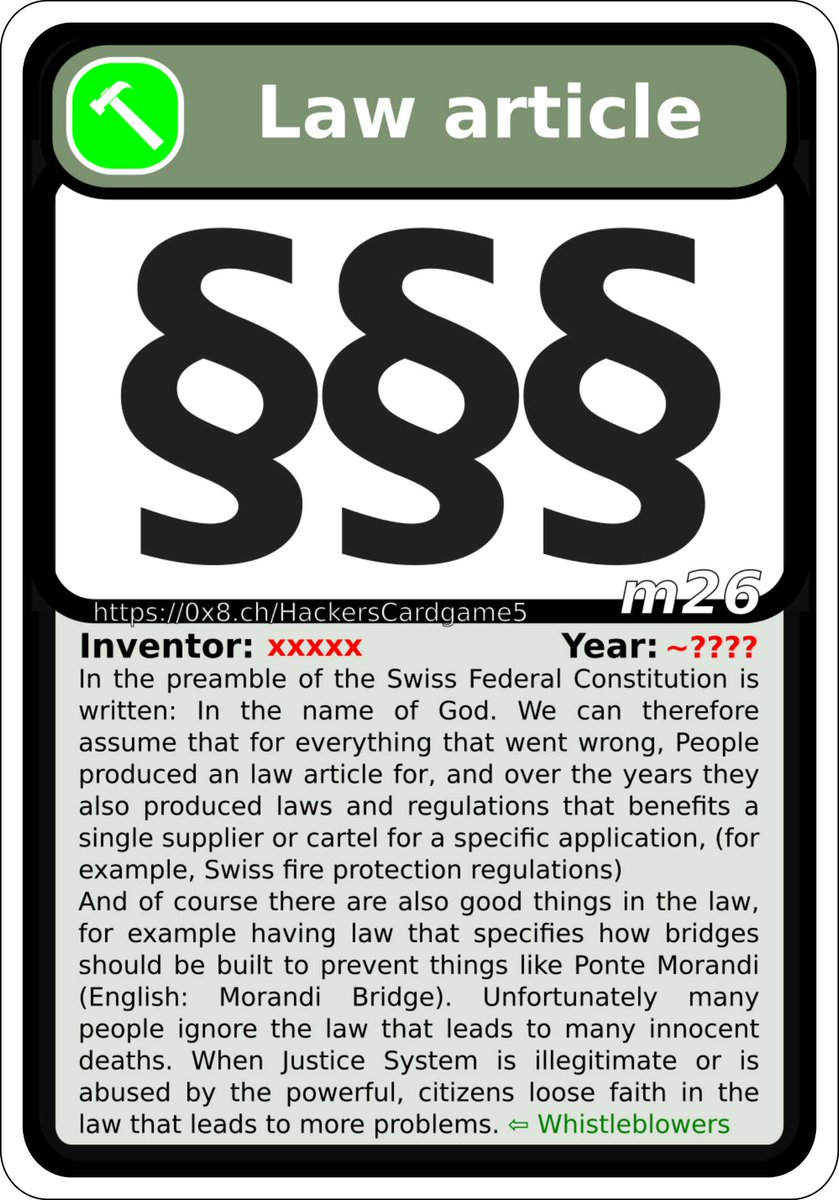 Law article
§§§
m26
https://0x8.ch/HackersCardgame5
Inventor: xxxxx Year: ~????
In the preamble of the Swiss Federal Constitution is
written: In the name of God. We can therefore
assume that for everything that went wrong, People
produced an law article for, and over the years they
also produced laws and regulations that benefits a
single supplier or cartel for a specific application, (for
example, Swiss fire protection regulations)
And of course there are also good things in the law,
for example having law that specifies how bridges
should be built to prevent things like Ponte Morandi
(English: Morandi Bridge). Unfortunately many
people ignore the law that leads to many innocent
deaths. When Justice System is illegitimate or is
abused by the powerful, citizens loose faith in the
law that leads to more problems. ⇦ Whistleblowers